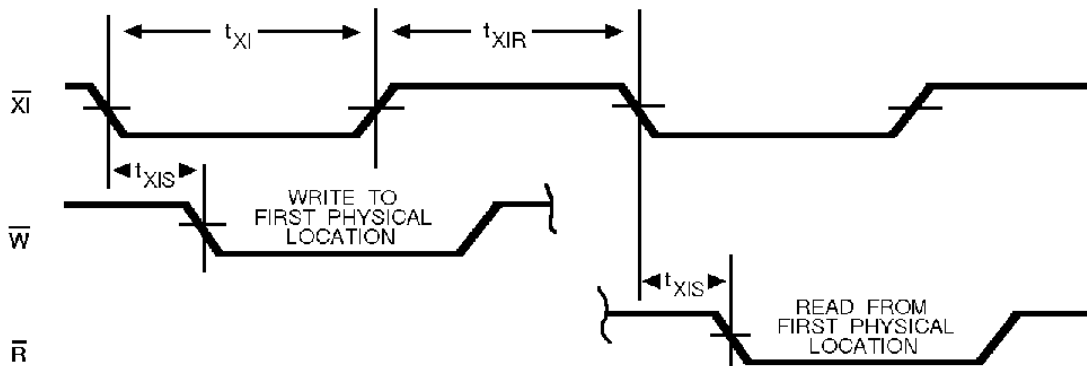 tXI
tXIR
XI
tXIS
WRITE TO
FIRST PHYSICAL
LOCATION
W
tXIS
READ FROM
FIRST PHYSICAL
LOCATION
R